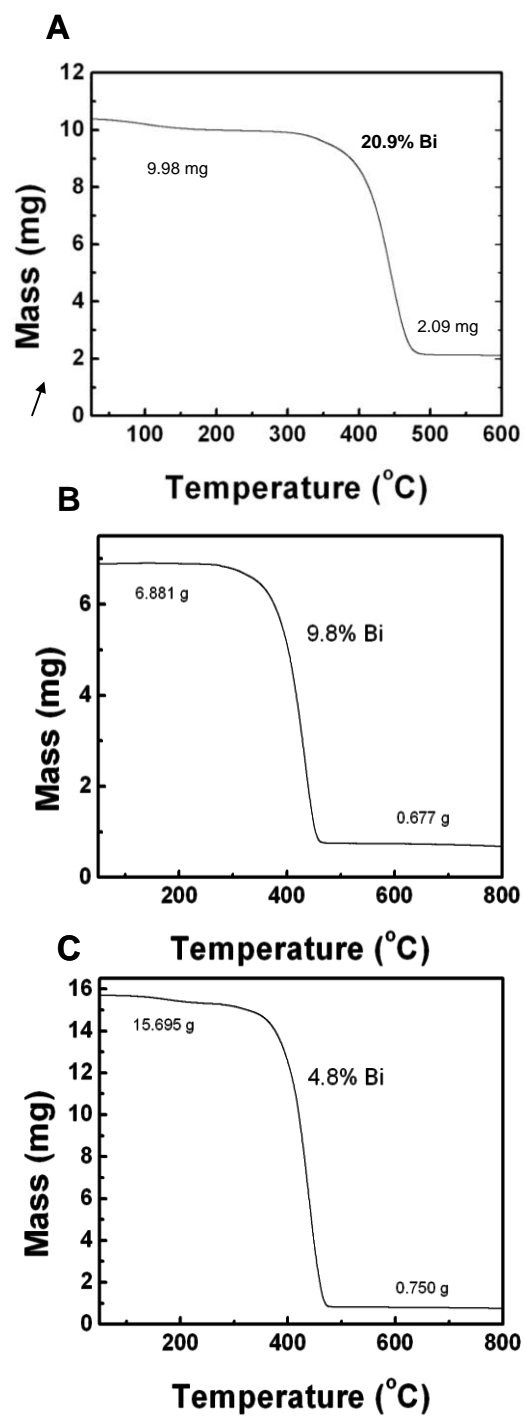 A
12
10
8
6
4
2
0
Mass (mg)
20.9% Bi
9.98 mg
2.09 mg
100 200 300 400 500 600
Temperature (°C)
B
6
4
2
0
Mass (mg)
6.881 g
9.8% Bi
0.677 g
200 400 600 800
Temperature (°C)
C
16
14
12
10
8
6
4
2
0
Mass (mg)
15.695 g
4.8% Bi
0.750 g
200 400 600 800
Temperature (°C)